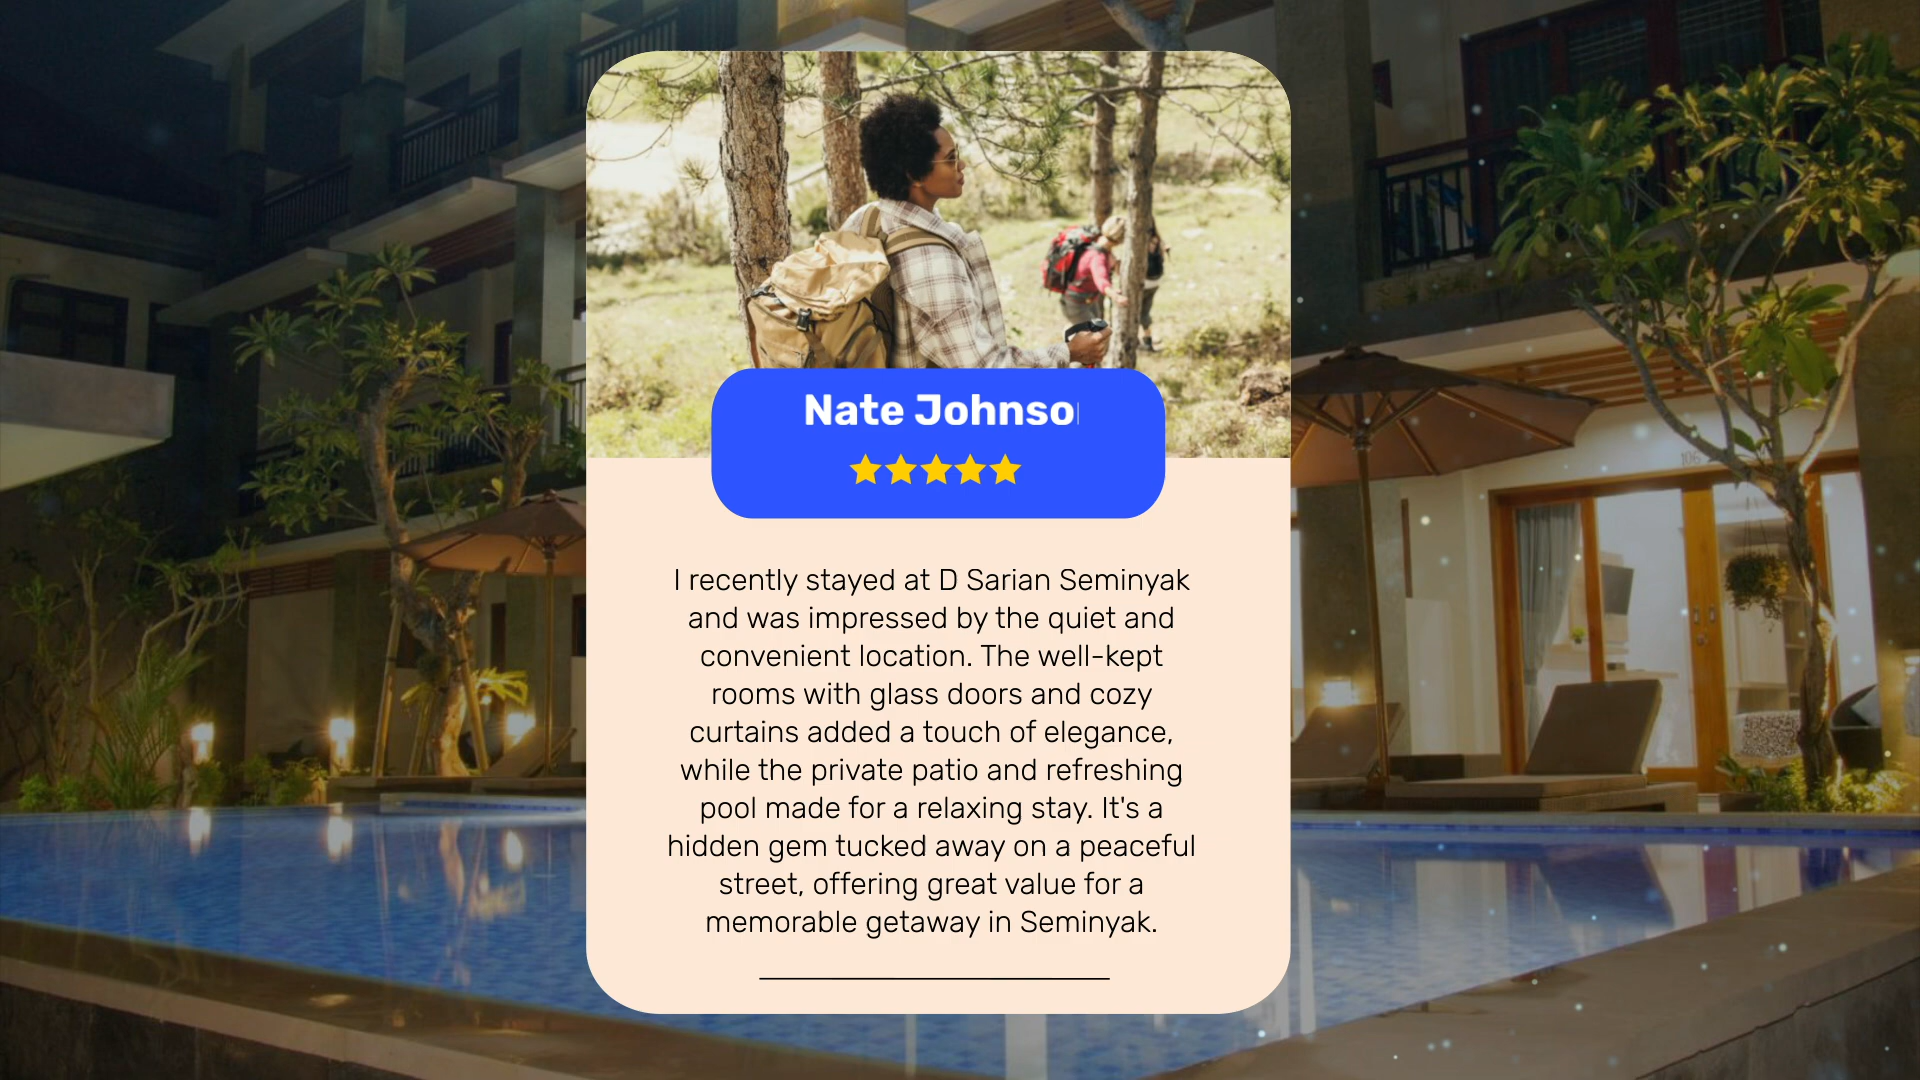 Nate Johnso
I recently stayed at D Sarian Seminyak
and was impressed by the quiet and
convenient location. The well-kept
rooms with glass doors and cozy
curtains added a touch of elegance,
while the private patio and refreshing
pool made for a relaxing stay. It's a
hidden gem tucked away on a peaceful
street, offering great value for a
memorable getaway in Seminyak.
106